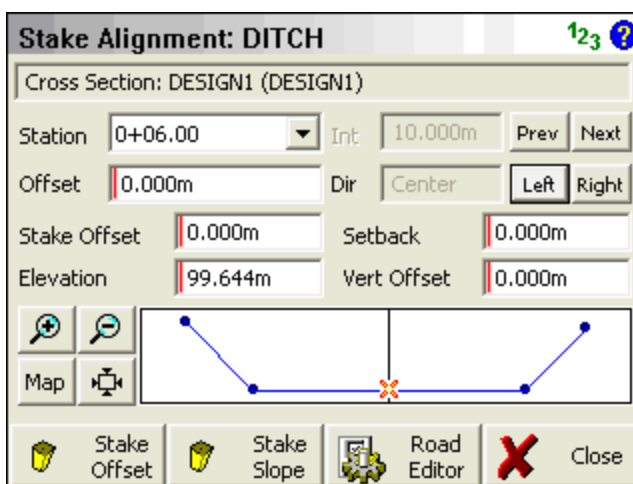 Stake Alignment: DITCH 123 ?
Cross Section: DESIGN1 (DESIGN1)
Station 0+06.00 Int 10.000m Prev Next
Offset 0.000m Dir Center Left Right
Stake Offset 0.000m Setback 0.000m
Elevation 99.644m Vert Offset 0.000m
Map
Stake Offset Stake Slope Road Editor Close